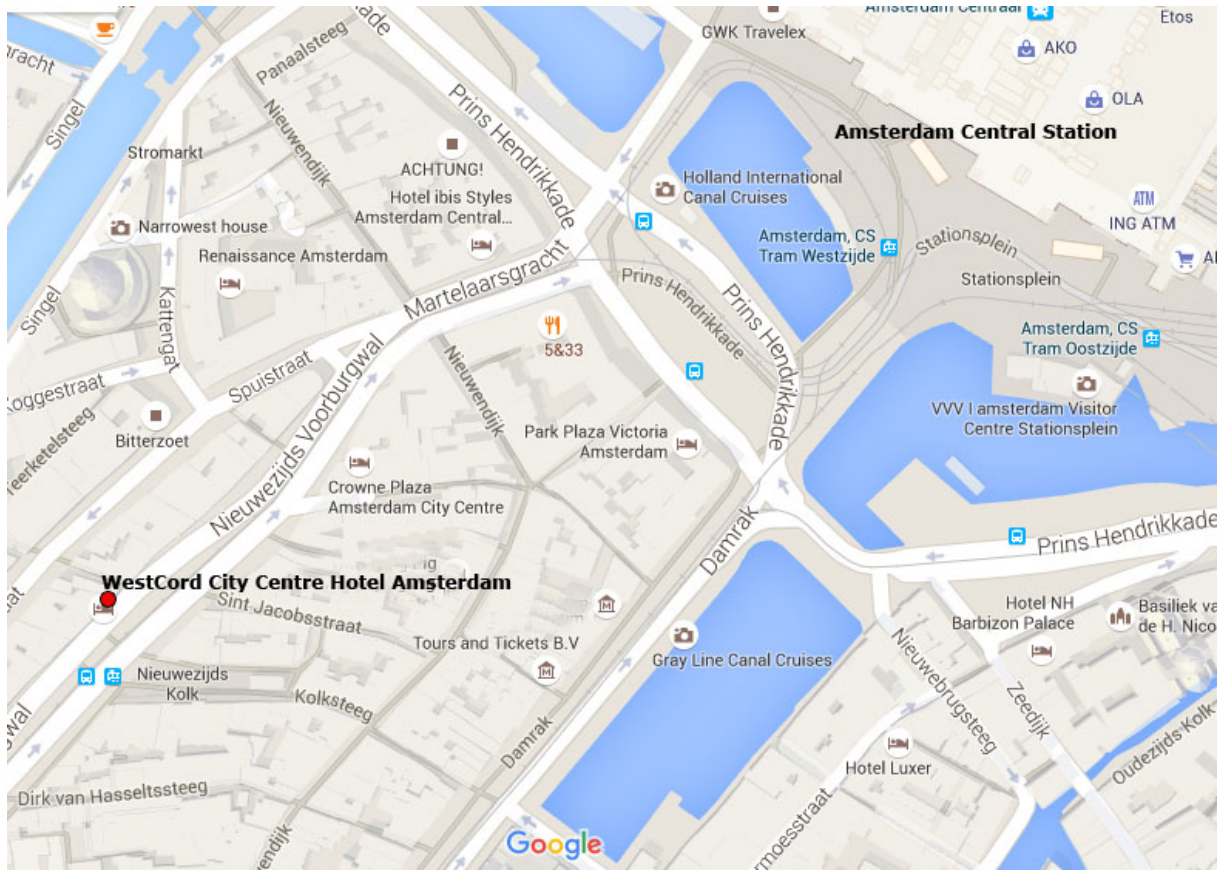 Amsterdam Centraal
GWK Travelex
Etos
AKO
OLA
Amsterdam Central Station
ING ATM
ATM
Panaalsteeg
Singel
Stromarkt
Nieuwendijk
Prins Hendrikkade
ACHTUNG!
Hotel ibis Styles
Amsterdam Central...
Holland International
Canal Cruises
Narrowest house
Renaissance Amsterdam
Amsterdam, CS
Tram Westzijde
Stationsplein
Stationsplein
Singel
Kattengat
Martelaarsgracht
Prins Hendrikkade
Prins Hendrikkade
5&33
Amsterdam, CS
Tram Oostzijde
Spuistraat
Nieuwendijk
VVV I amsterdam Visitor
Centre Stationsplein
Bitterzoet
Park Plaza Victoria
Amsterdam
Nieuwezijds Voorburgwal
Crowne Plaza
Amsterdam City Centre
Damrak
Prins Hendrikkade
WestCord City Centre Hotel Amsterdam
Sint Jacobsstraat
Hotel NH
Barbizon Palace
Basiliek va
de H. Nico
Tours and Tickets B.V
Gray Line Canal Cruises
Nieuwezijds
Kolk
Kolksteeg
Nieuwebrugsteeg
Zeedijk
Oudezijds Kolk
Damrak
Hotel Luxer
Dirk van Hasseltssteeg
Google